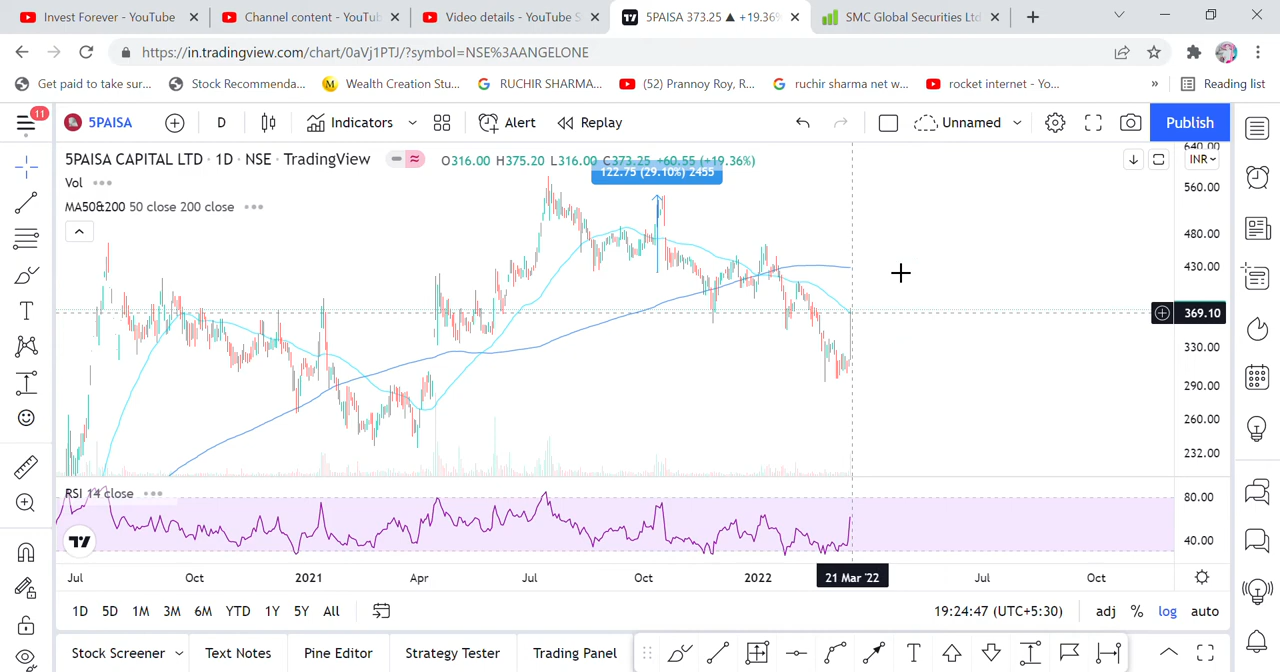 Invest Forever - YouTube
Channel content - YouTub
Video details - YouTube S
5PAISA 373.25 ▲ +19.36%
SMC Global Securities Ltd
https://in.tradingview.com/chart/0aVj1PTJ/?symbol=NSE%3AANGELONE
Get paid to take sur...
Stock Recommenda...
M Wealth Creation Stu...
RUCHIR SHARMA...
(52) Prannoy Roy, R...
ruchir sharma net w...
rocket internet - Yo...
»
Reading list
11
5PAISA
D
Indicators
Alert
Replay
Unnamed
Publish
5PAISA CAPITAL LTD · 1D · NSE · TradingView
O316.00 H375.20 L316.00 C373.25 +60.55 (+19.36%)
122.75 (29.10%) 2455
INR
Vol
MA50&200 50 close 200 close
640.00
560.00
480.00
430.00
369.10
330.00
290.00
260.00
232.00
RSI 14 close
80.00
40.00
Jul Oct 2021 Apr Jul Oct 2022 21 Mar '22 Jul Oct
1D 5D 1M 3M 6M YTD 1Y 5Y All
19:24:47 (UTC+5:30)
adj % log auto
Stock Screener
Text Notes
Pine Editor
Strategy Tester
Trading Panel